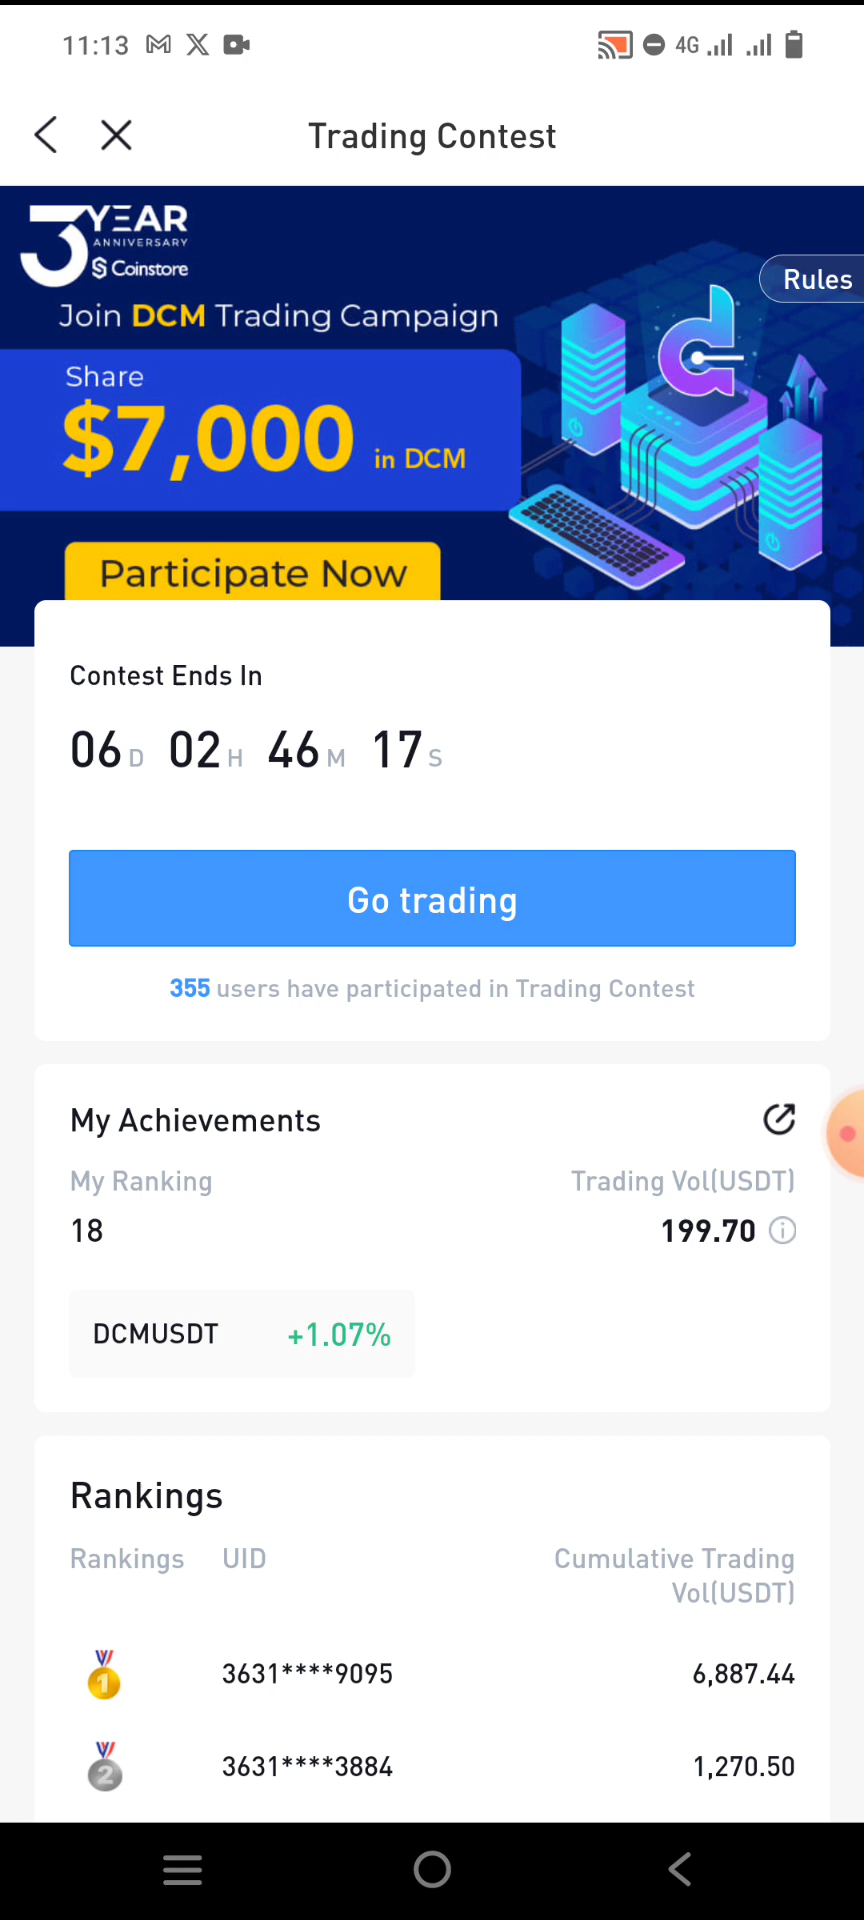 11:13
4G
Trading Contest
3 YEAR
ANNIVERSARY
Coinstore
Rules
Join DCM Trading Campaign
Share
$7,000 in DCM
Participate Now
Contest Ends In
06 D 02 H 46 M 17 S
Go trading
355 users have participated in Trading Contest
My Achievements
My Ranking Trading Vol(USDT)
18 199.70
DCMUSDT +1.07%
Rankings
Rankings UID Cumulative Trading
Vol(USDT)
1 3631****9095 6,887.44
2 3631****3884 1,270.50